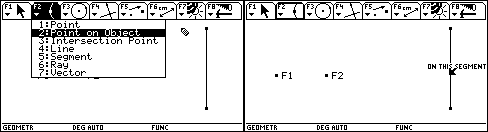 F1 F2 F3 F4 F5 F6 F7 F8
1:Point
2:Point on Object
3:Intersection Point
4:Line
5:Segment
6:Ray
7:Vector
GEOMETR DEG AUTO FUNC
F1 F2 F3 F4 F5 F6 F7 F8
ON THIS SEGMENT
F1 F2
GEOMETR DEG AUTO FUNC